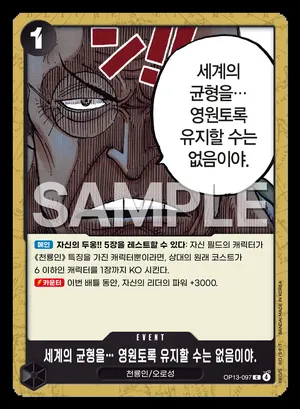 1
ン!!
세계의
균형을…
영원토록
유지할 수는
없음이야.
SAMPLE
메인 자신의 두웅!! 5장을 레스트할 수 있다: 자신 필드의 캐릭터가
《천룡인》 특징을 가진 캐릭터뿐이라면, 상대의 원래 코스트가
6 이하인 캐릭터를 1장까지 KO 시킨다.
카운터 이번 배틀 동안, 자신의 리더의 파워 +3000.
EVENT
세계의 균형을… 영원토록 유지할 수는 없음이야.
천룡인/오로성
OP13-097
BANDAI MADE IN KOREA